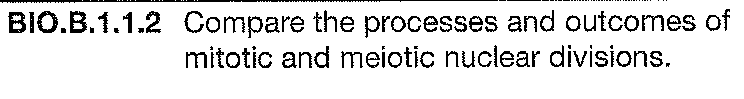 BIO.B.1.1.2 Compare the processes and outcomes of
mitotic and meiotic nuclear divisions.